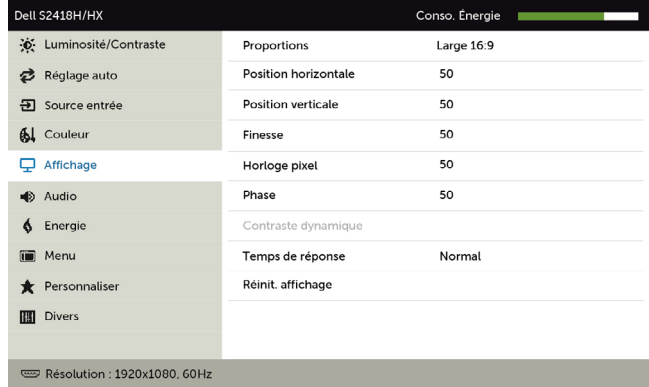 Dell S2418H/HX Conso. Énergie
Luminosité/Contraste
Réglage auto
Source entrée
Couleur
Affichage
Audio
Energie
Menu
Personnaliser
Divers
Proportions Large 16:9
Position horizontale 50
Position verticale 50
Finesse 50
Horloge pixel 50
Phase 50
Contraste dynamique
Temps de réponse Normal
Réinit. affichage
Résolution : 1920x1080, 60Hz